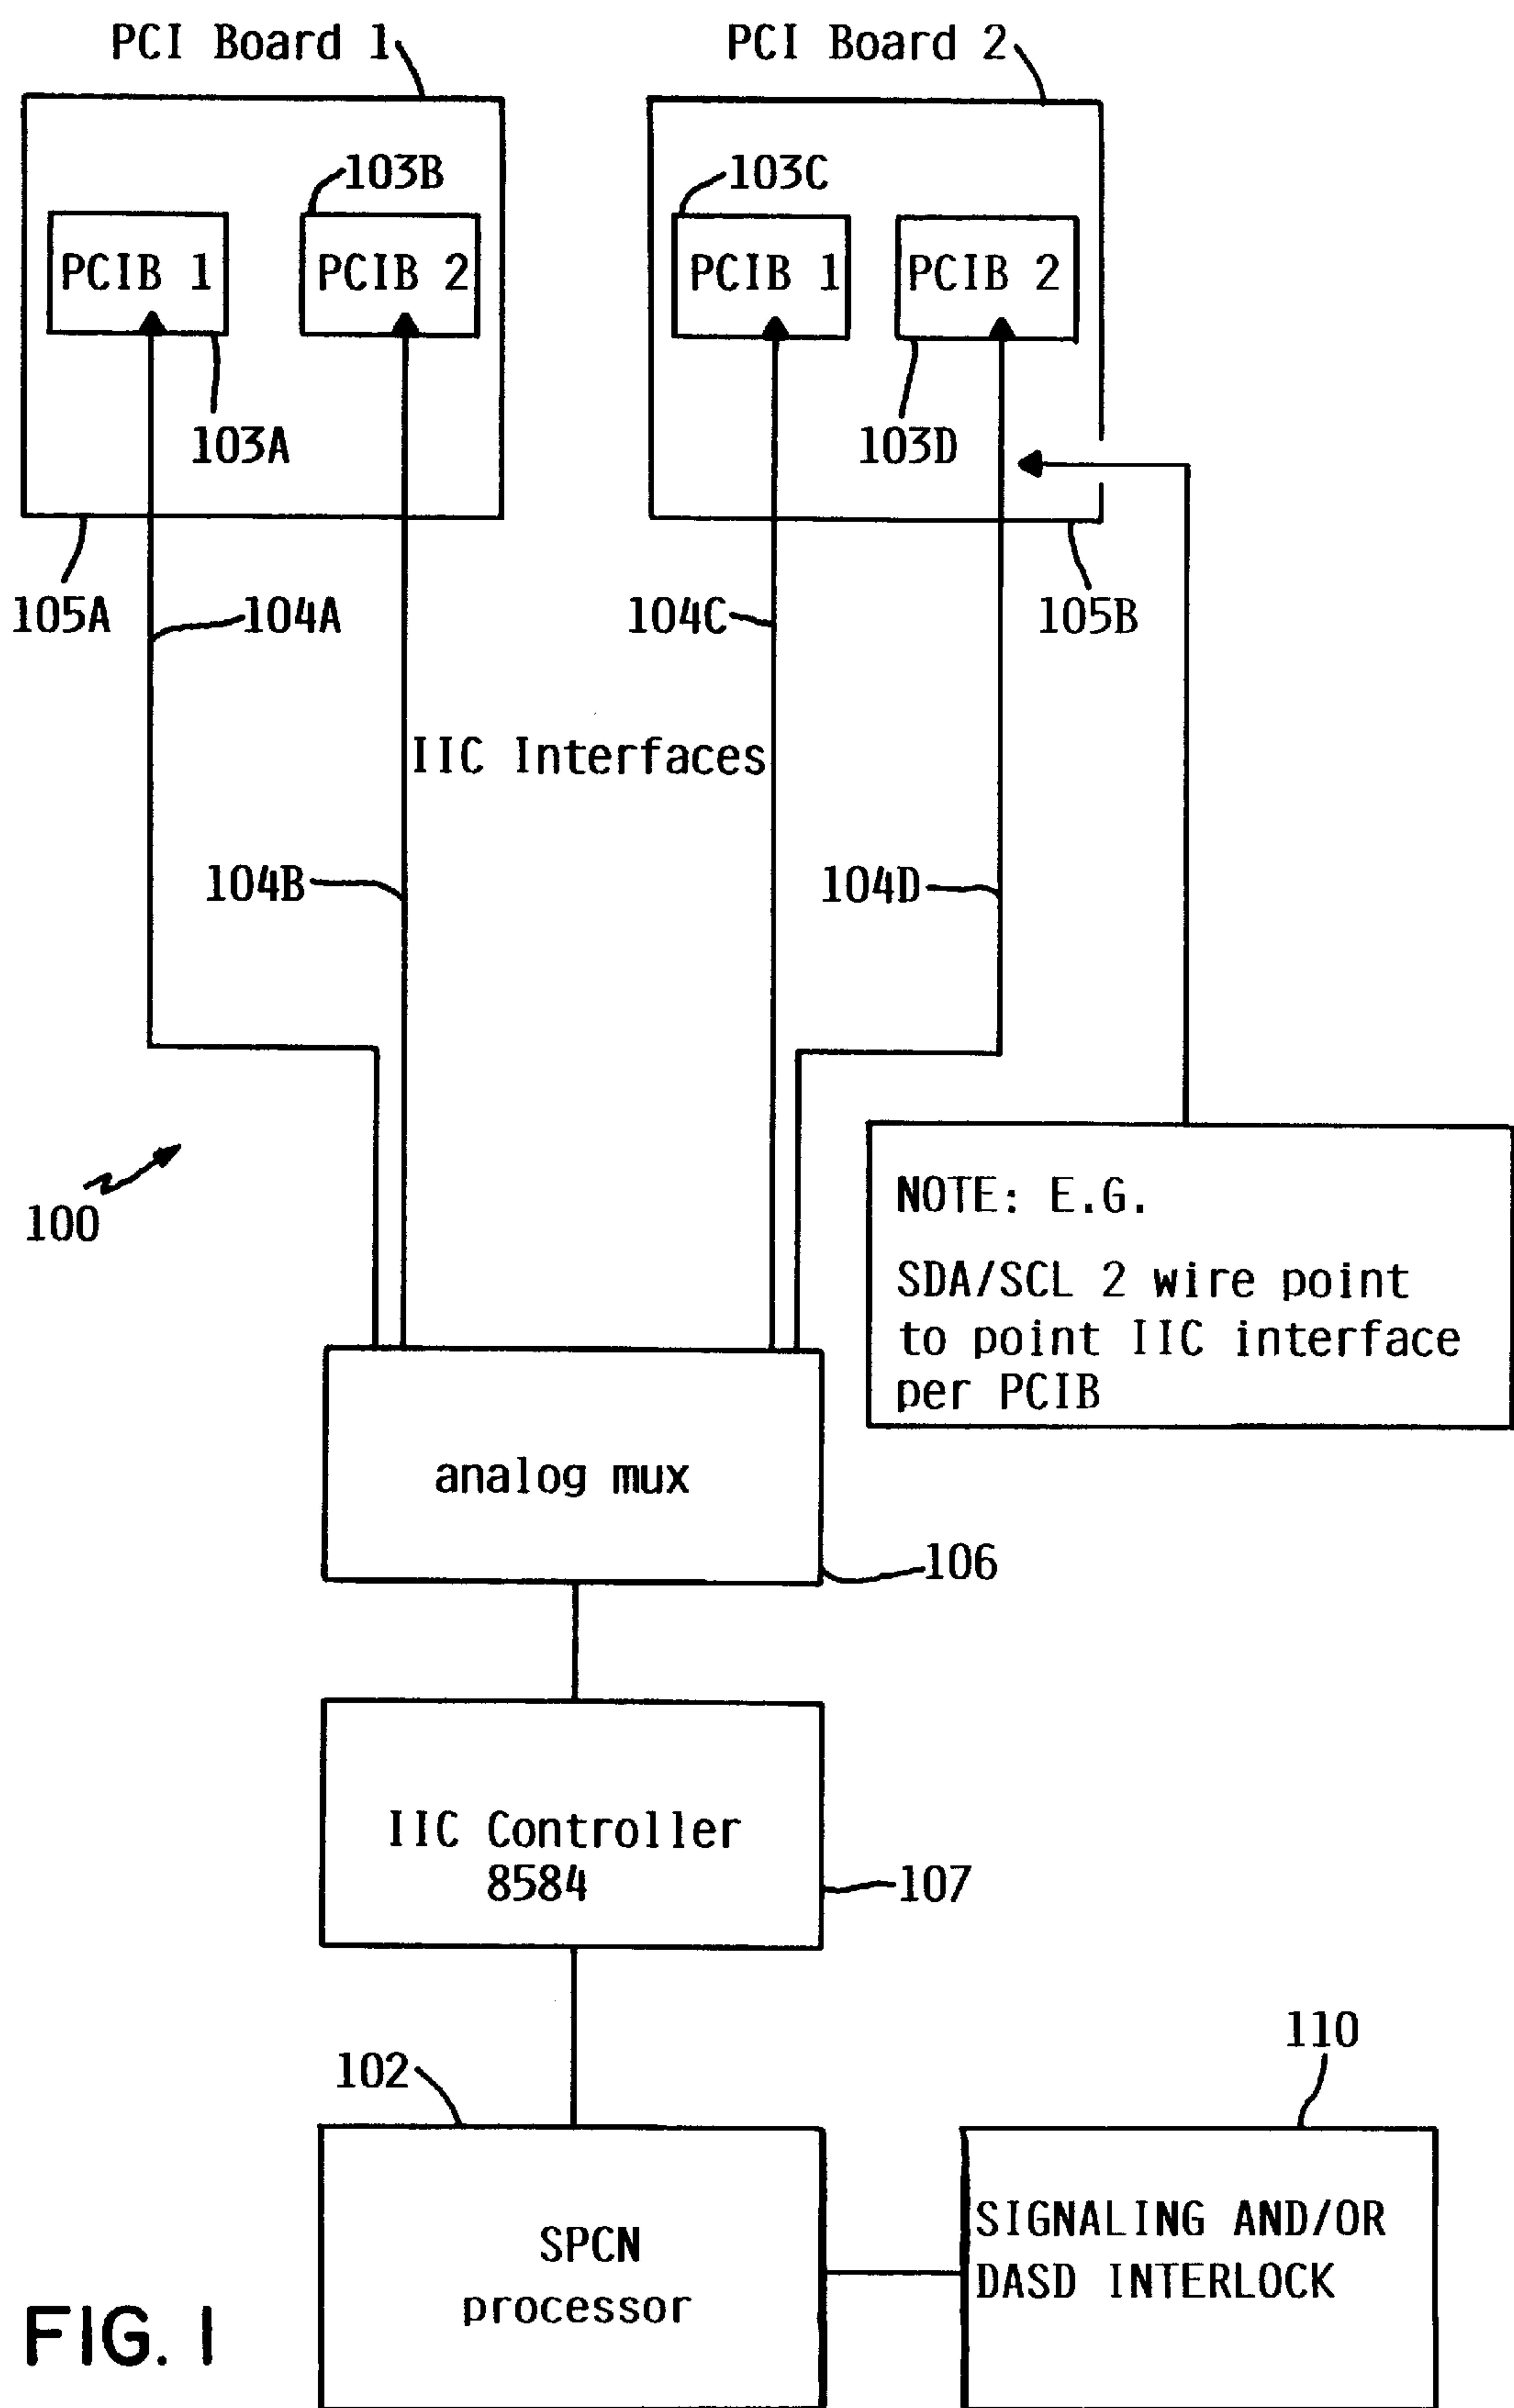 PCI Board 1
PCI Board 2
103B
103C
PCIB 1
PCIB 2
PCIB 1
PCIB 2
103A
103D
105A
104A
104C
105B
IIC Interfaces
104B
104D
100
NOTE: E.G.
SDA/SCL 2 wire point
to point IIC interface
per PCIB
analog mux
106
IIC Controller
8584
107
102
110
SPCN
processor
SIGNALING AND/OR
DASD INTERLOCK
FIG. 1